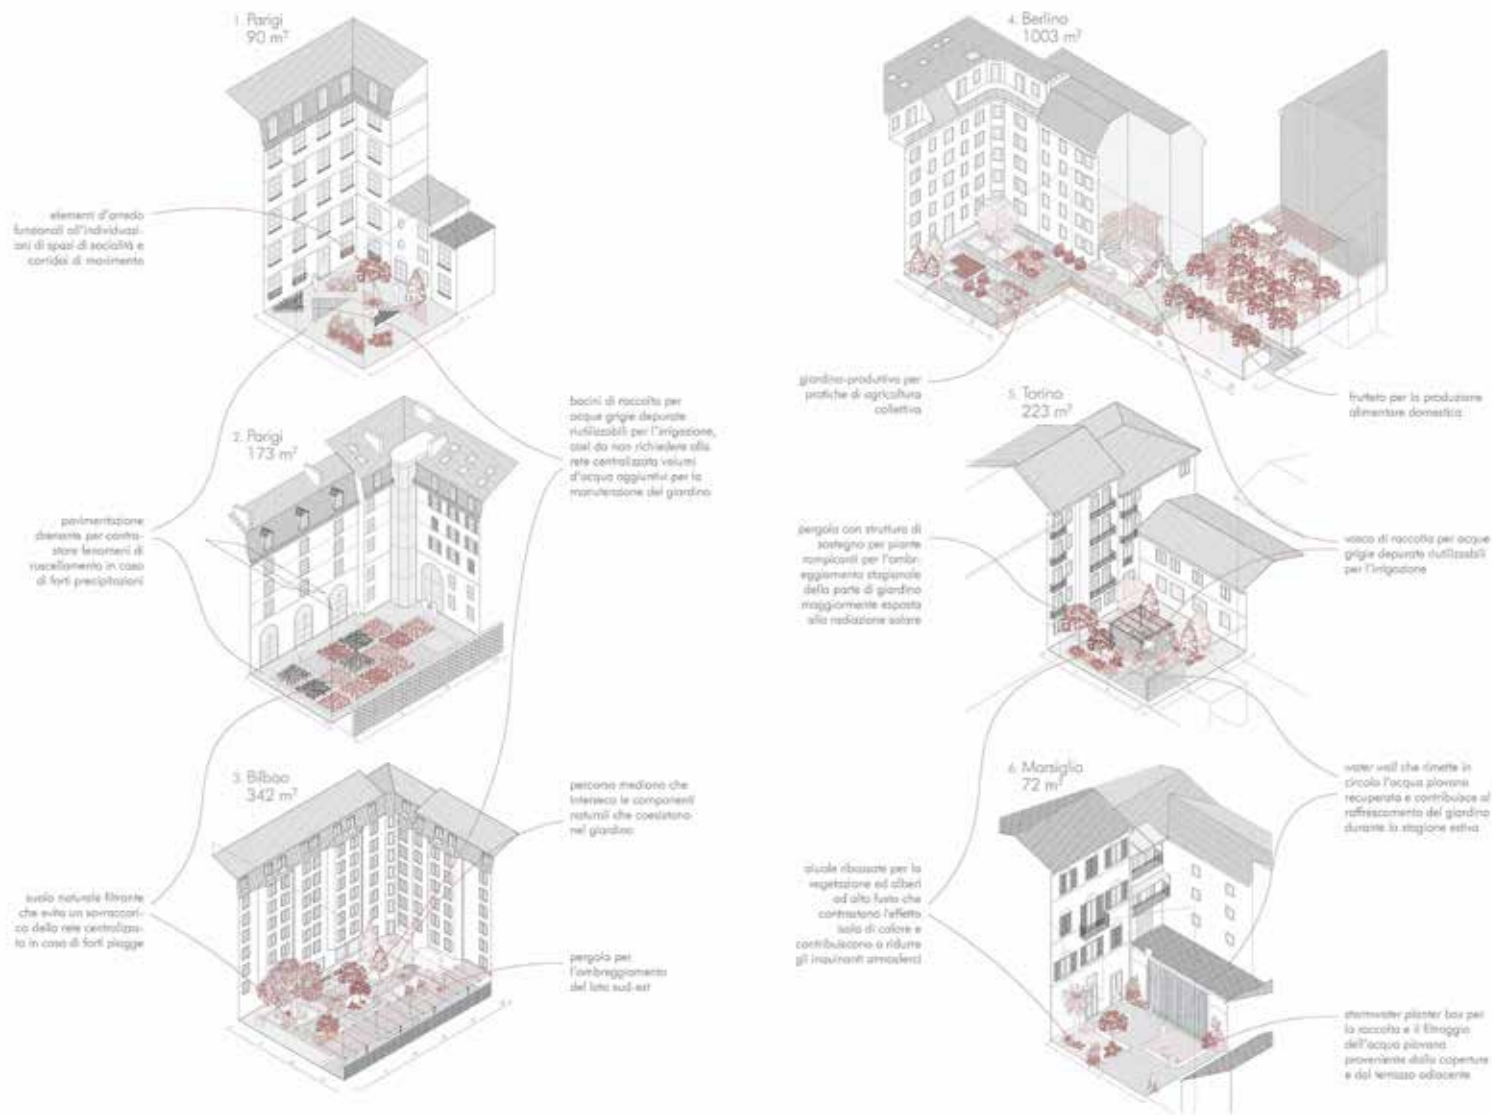 1. Parigi
90 m²
elementi d'arredo
funzionali all'individuazi-
oni di spazi di socialità e
corridoi di movimento
2. Parigi
173 m²
bacini di raccolta per
acque grigie depurate
riutilizzabili per l'irrigazione,
così da non richiedere alla
rete centralizzata volumi
d'acqua aggiuntivi per la
manutenzione del giardino
pavimentazione
drenante per contra-
stare fenomeni di
ruscellamento in caso
di forti precipitazioni
3. Bilbao
342 m²
percorso mediano che
interseca le componenti
naturali che coesistono
nel giardino
suolo naturale filtrante
che evita un sovraccari-
co della rete centralizza-
ta in caso di forti piogge
pergola per
l'ombreggiamento
del lato sud-est
4. Berlino
1003 m²
giardino-produttivo per
pratiche di agricoltura
collettiva
frutteto per la produzione
alimentare domestica
5. Torino
223 m²
pergola con struttura di
sostegno per piante
rampicanti per l'ombr-
eggiamento stagionale
della parte di giardino
maggiormente esposta
alla radiazione solare
vasca di raccolta per acque
grigie depurate riutilizzabili
per l'irrigazione
6. Marsiglia
72 m²
water wall che rimette in
circolo l'acqua piovana
recuperata e contribuisce al
raffrescamento del giardino
durante la stagione estiva
aiuole ribassate per la
vegetazione ed alberi
ad alto fusto che
contrastano l'effetto
isola di calore e
contribuiscono a ridurre
gli inquinanti atmosferici
stormwater planter box per
la raccolta e il filtraggio
dell'acqua piovana
proveniente dalla copertura
e dal terrazzo adiacente